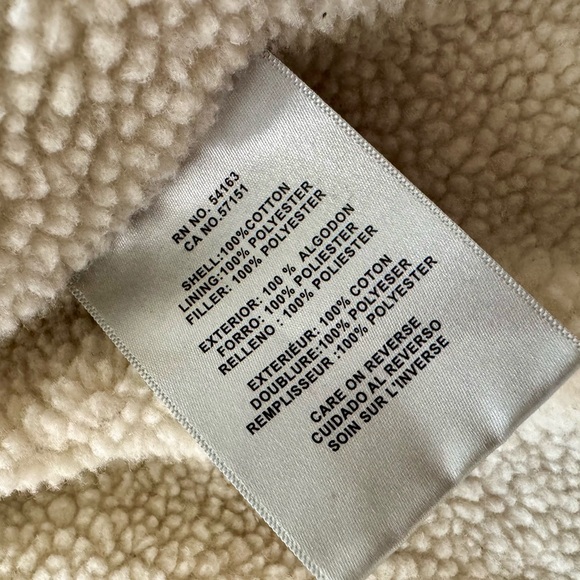 RN NO. 54163
CA NO.57151
SHELL:100%COTTON
LINING:100% POLYESTER
FILLER: 100% POLYESTER
EXTERIOR: 100 % ALGODON
FORRO: 100% POLIESTER
RELLENO : 100% POLIESTER
EXTERIEUR: 100% COTON
DOUBLURE:100% POLYESER
REMPLISSEUR :100% POLYESTER
CARE ON REVERSE
CUIDADO AL REVERSO
SOIN SUR L'INVERSE